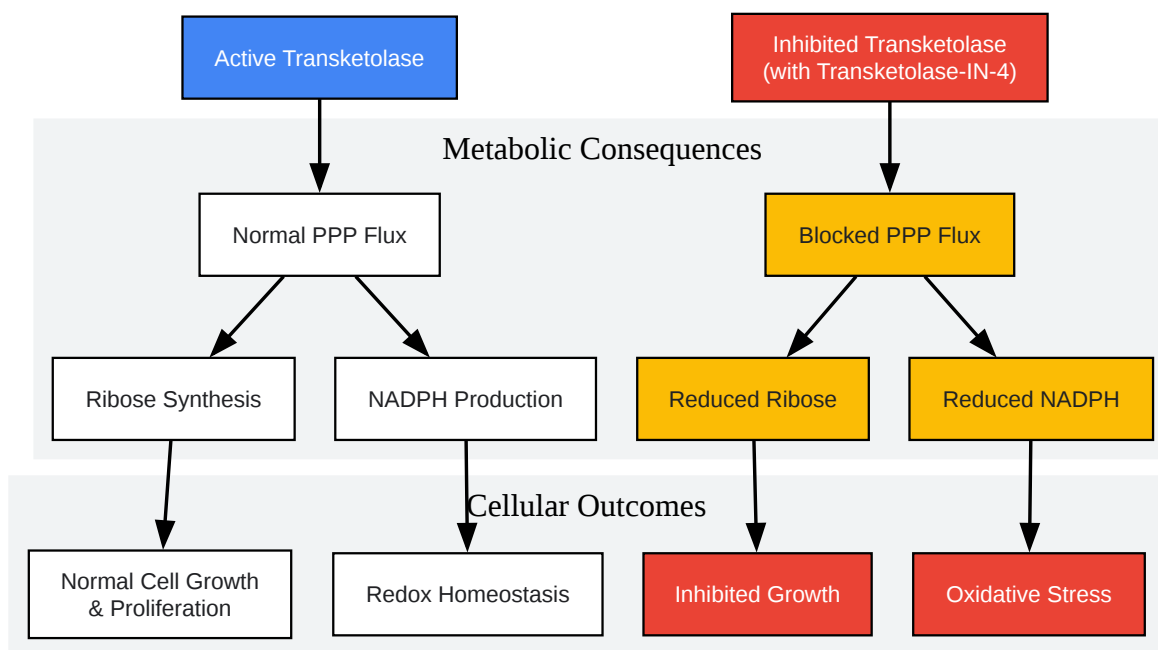 Active Transketolase
Inhibited Transketolase
(with Transketolase-IN-4)
Metabolic Consequences
Normal PPP Flux
Blocked PPP Flux
Ribose Synthesis
NADPH Production
Reduced Ribose
Reduced NADPH
Cellular Outcomes
Normal Cell Growth
& Proliferation
Redox Homeostasis
Inhibited Growth
Oxidative Stress